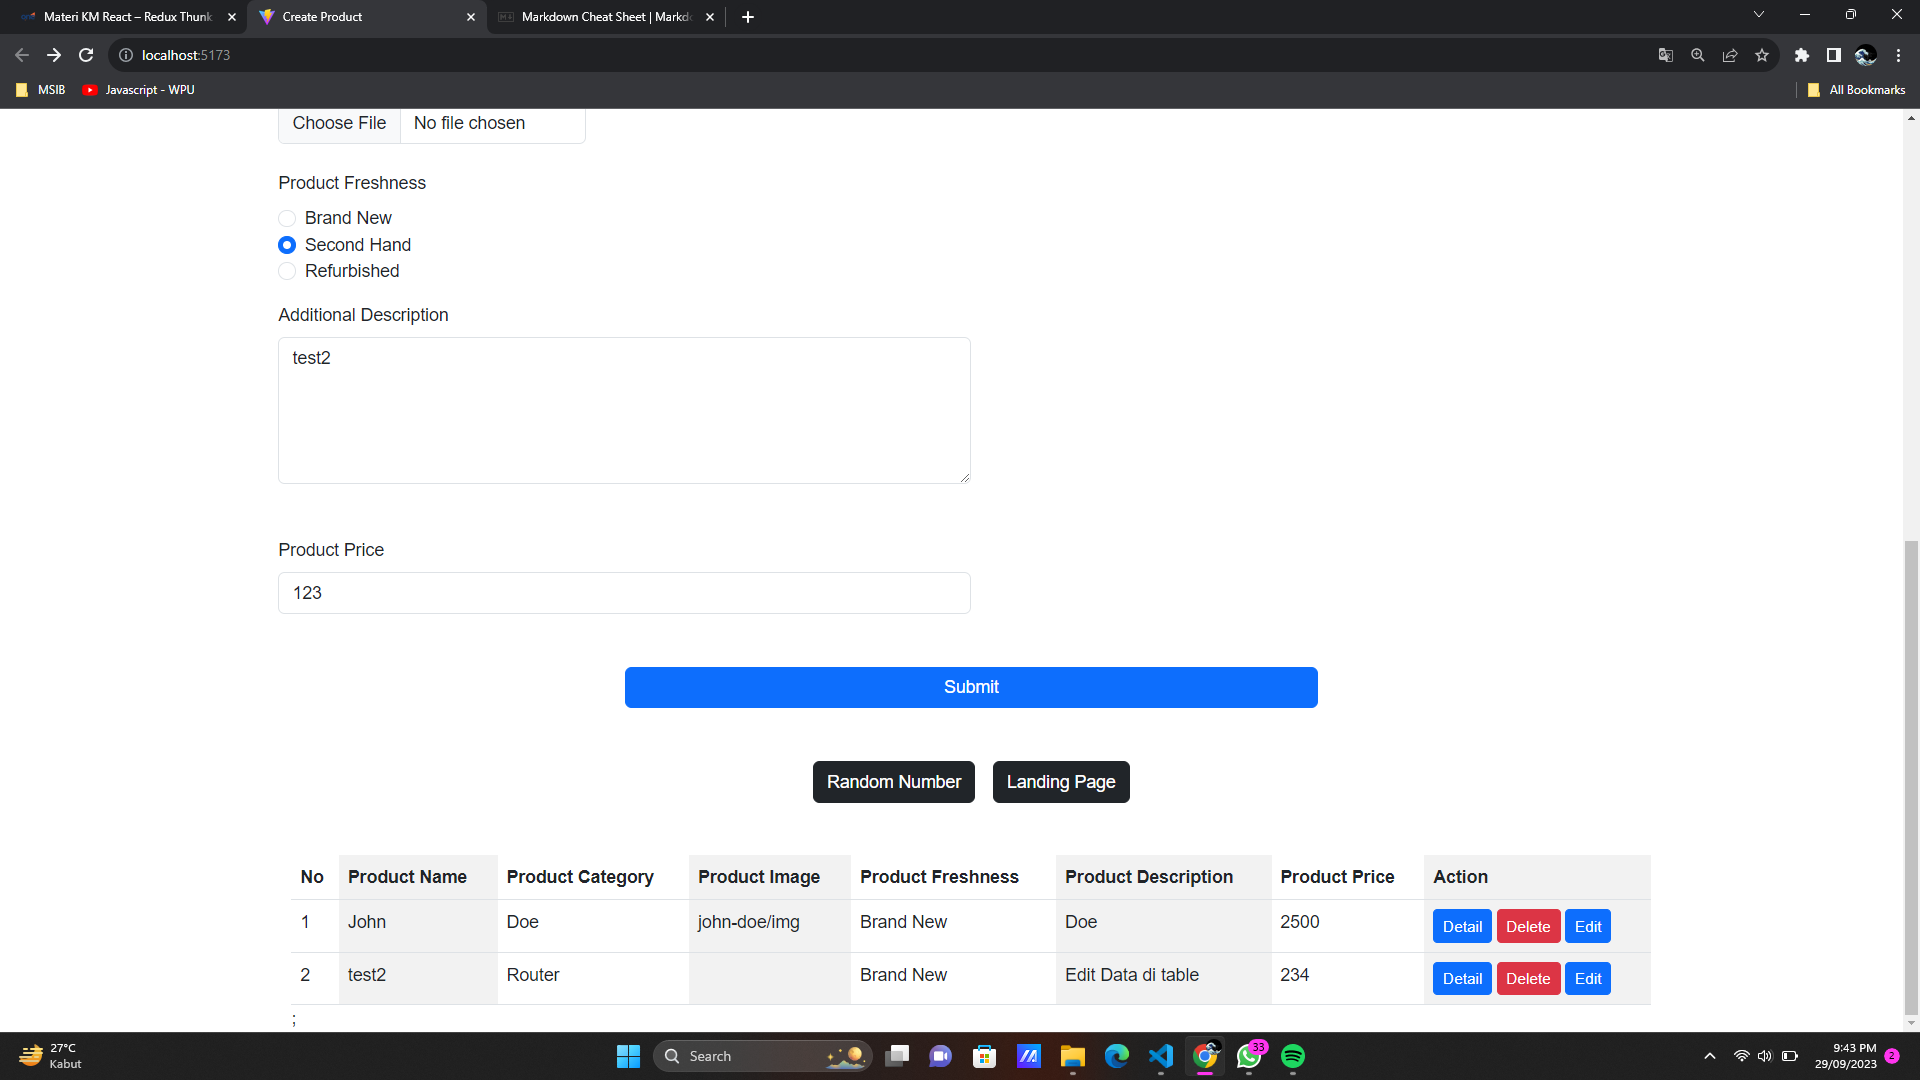 Materi KM React – Redux Thunk
Create Product
Markdown Cheat Sheet | Markd
localhost:5173
MSIB
Javascript - WPU
All Bookmarks
Choose File
No file chosen
Product Freshness
Brand New
Second Hand
Refurbished
Additional Description
test2
Product Price
123
Submit
Random Number
Landing Page
No Product Name Product Category Product Image Product Freshness Product Description Product Price Action
1 John Doe john-doe/img Brand New Doe 2500 Detail Delete Edit
2 test2 Router Brand New Edit Data di table 234 Detail Delete Edit
;
27°C
Kabut
Search
33
9:43 PM
29/09/2023
2